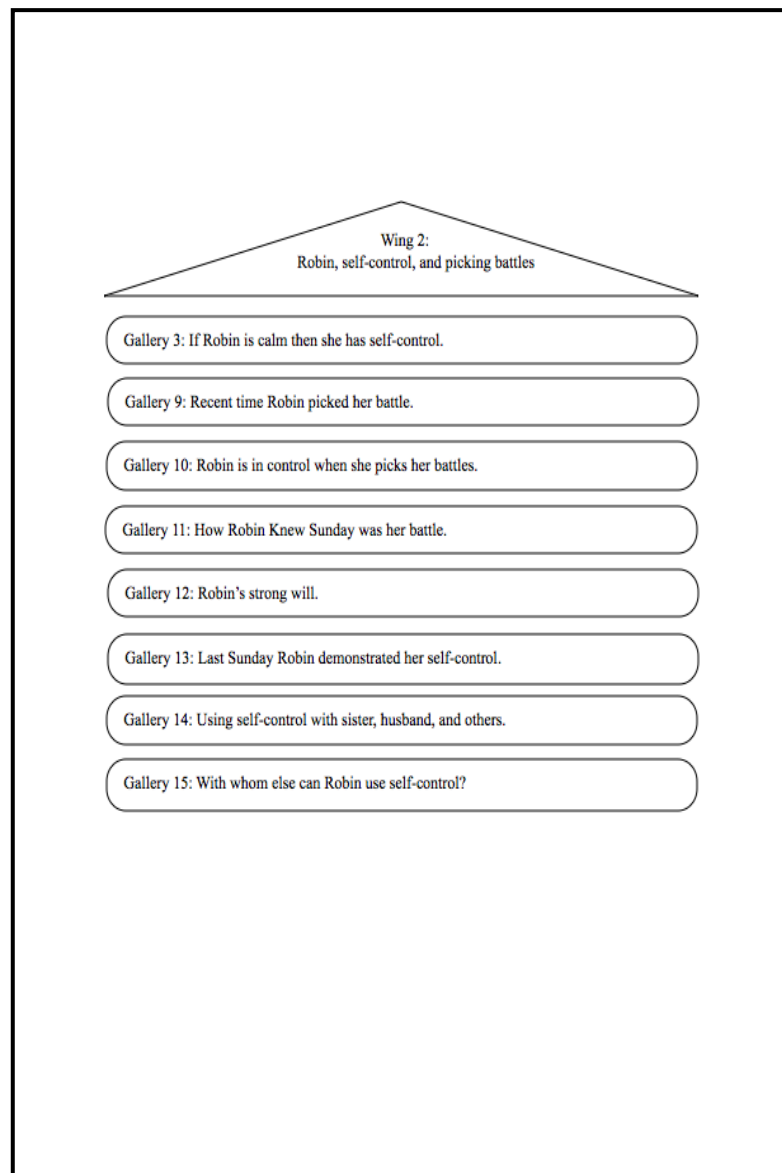 Wing 2:
Robin, self-control, and picking battles
Gallery 3: If Robin is calm then she has self-control.
Gallery 9: Recent time Robin picked her battle.
Gallery 10: Robin is in control when she picks her battles.
Gallery 11: How Robin Knew Sunday was her battle.
Gallery 12: Robin’s strong will.
Gallery 13: Last Sunday Robin demonstrated her self-control.
Gallery 14: Using self-control with sister, husband, and others.
Gallery 15: With whom else can Robin use self-control?